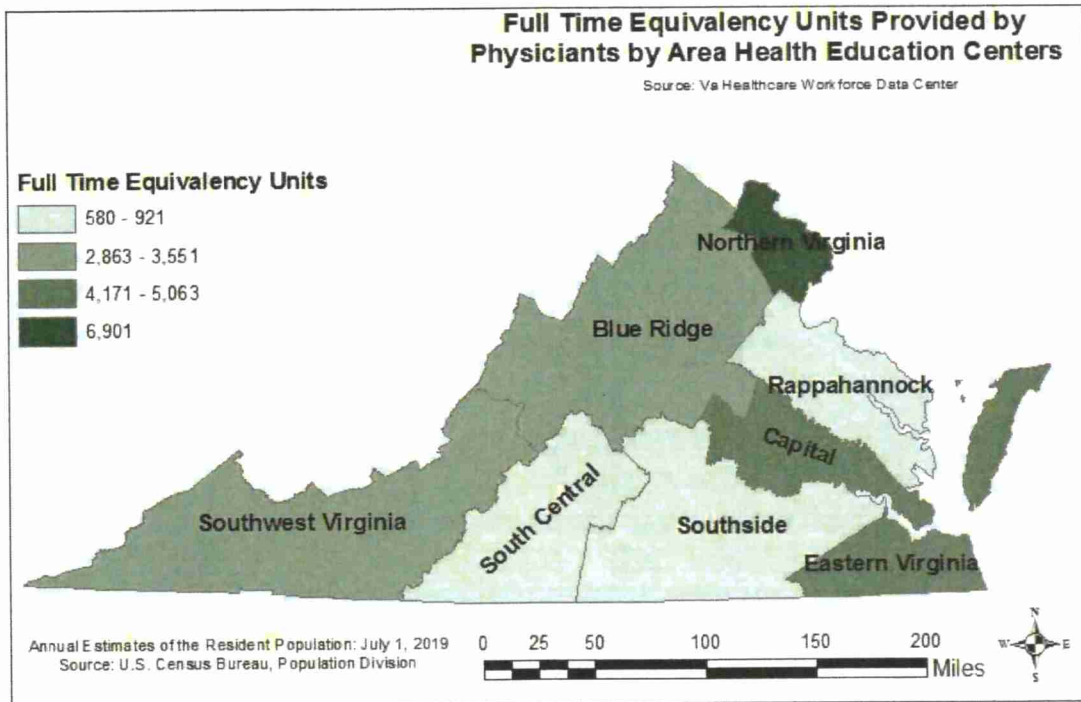 Full Time Equivalency Units Provided by
Physiciants by Area Health Education Centers
Source: Va Healthcare Workforce Data Center
Full Time Equivalency Units
580 - 921
2,863 - 3,551
4,171 - 5,063
6,901
Northern Virginia
Blue Ridge
Rappahannock
Capital
South Central
Southwest Virginia
Southside
Eastern Virginia
Annual Estimates of the Resident Population: July 1, 2019
Source: U.S. Census Bureau, Population Division
0 25 50 100 150 200
Miles
N
W E
S